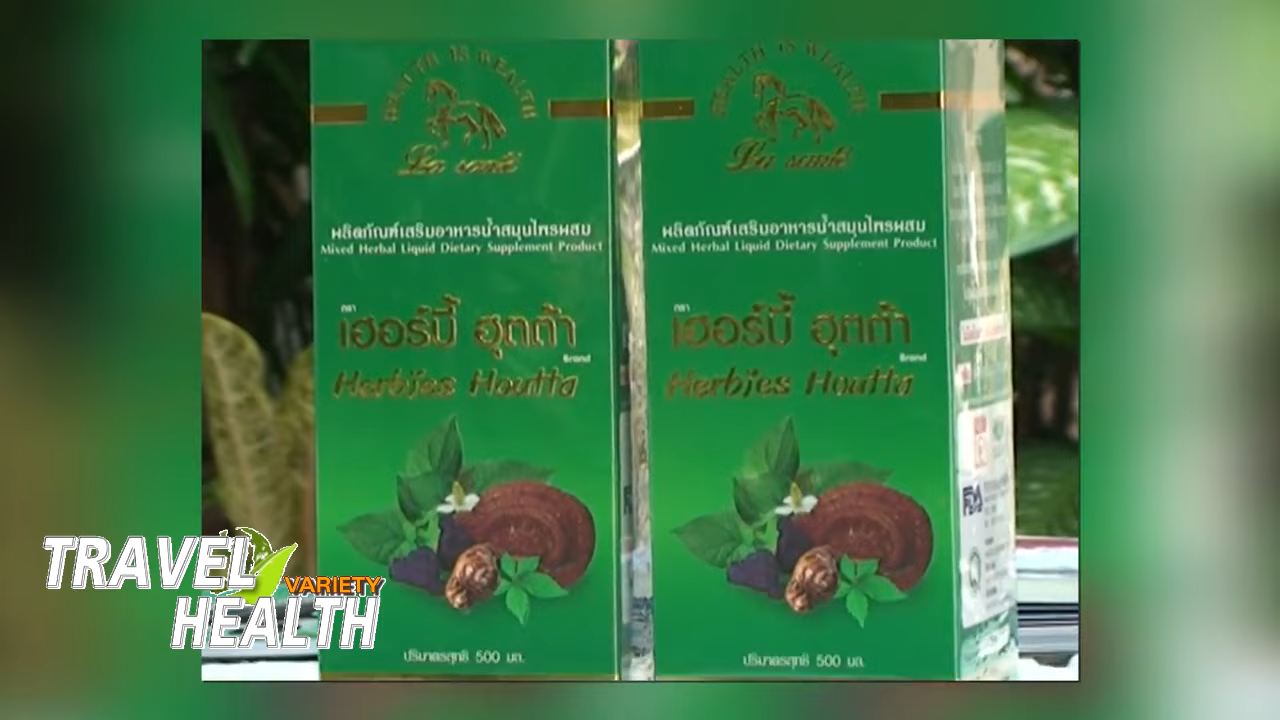 HEALTH IS WEALTH
La santé
ผลิตภัณฑ์เสริมอาหารน้ำสมุนไพรผสม
Mixed Herbal Liquid Dietary Supplement Product
ตรา
เฮอร์บี้ ฮุตต้า
Brand
Herbies Houtta
ปริมาตรสุทธิ 500 มล.
HEALTH IS WEALTH
La santé
ผลิตภัณฑ์เสริมอาหารน้ำสมุนไพรผสม
Mixed Herbal Liquid Dietary Supplement Product
ตรา
เฮอร์บี้ ฮุตต้า
Brand
Herbies Houtta
ปริมาตรสุทธิ 500 มล.
FDA
TRAVEL
VARIETY
HEALTH